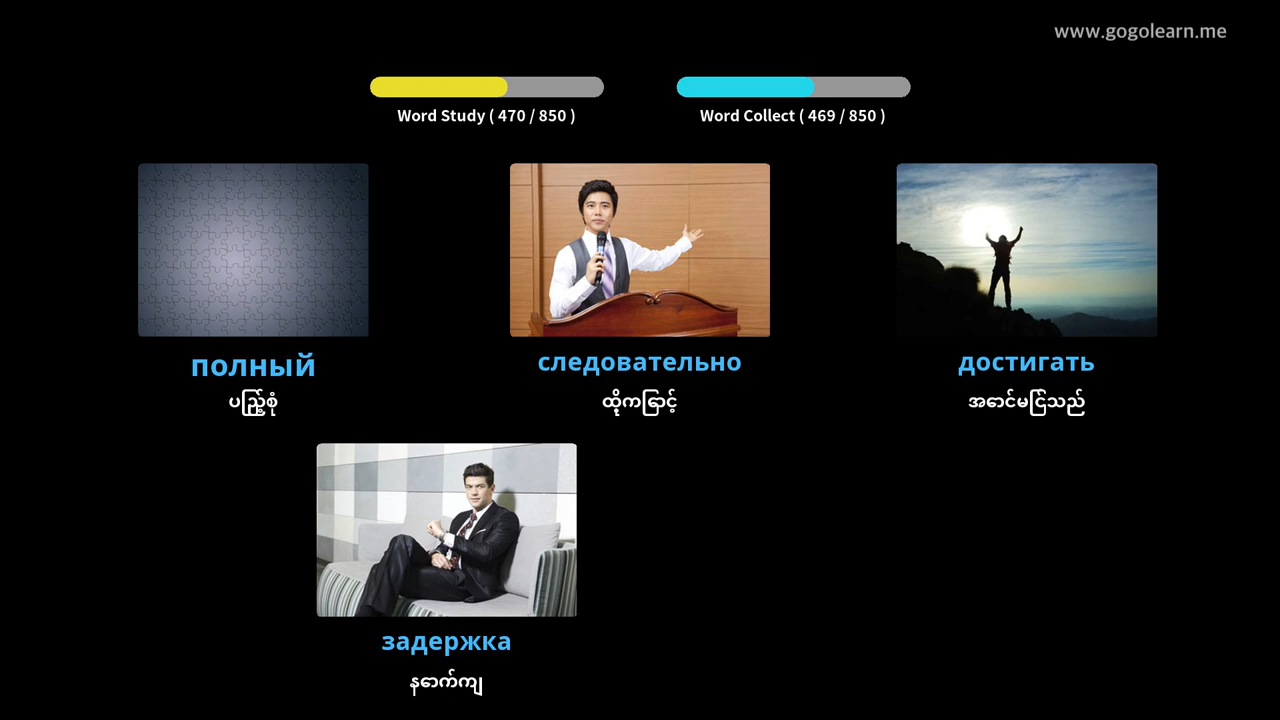 www.gogolearn.me
Word Study ( 470 / 850 )
Word Collect ( 469 / 850 )
полный
ပည့်စုံ
следовательно
ထို့ကြောင့်
достигать
အောင်မြင်သည်
задержка
နောက်ကျ